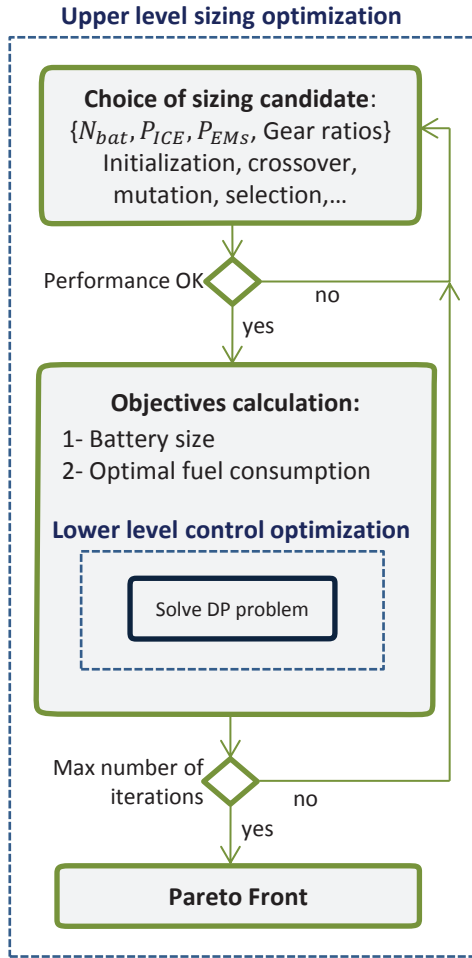 Upper level sizing optimization
Choice of sizing candidate:
{N_bat, P_ICE, P_EMs, Gear ratios}
Initialization, crossover,
mutation, selection,...
Performance OK
no
yes
Objectives calculation:
1- Battery size
2- Optimal fuel consumption
Lower level control optimization
Solve DP problem
Max number of
iterations
no
yes
Pareto Front